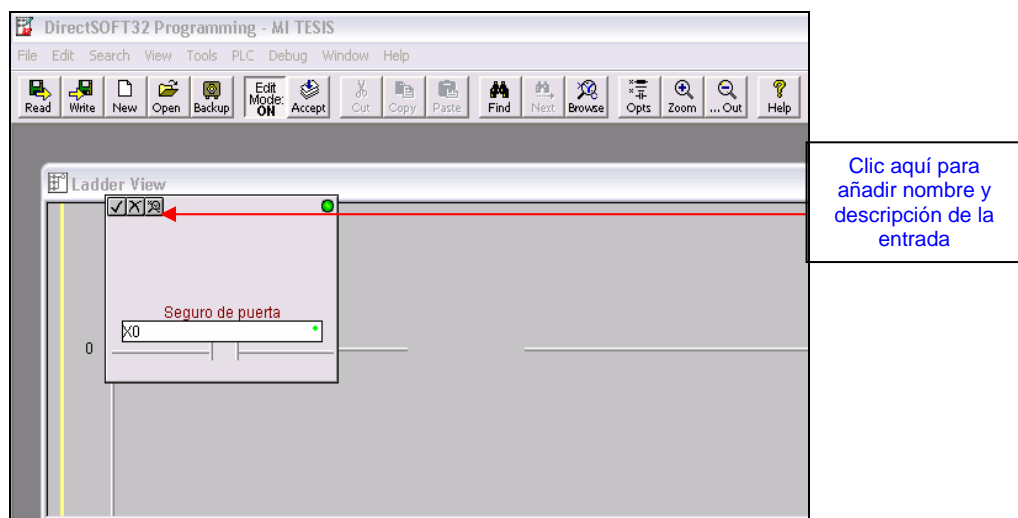 DirectSOFT32 Programming - MI TESIS
File Edit Search View Tools PLC Debug Window Help
Read Write New Open Backup Edit Mode: ON Accept Cut Copy Paste Find Next Browse Opts Zoom ... Out Help
Clic aquí para
añadir nombre y
descripción de la
entrada
Ladder View
Seguro de puerta
X0
0